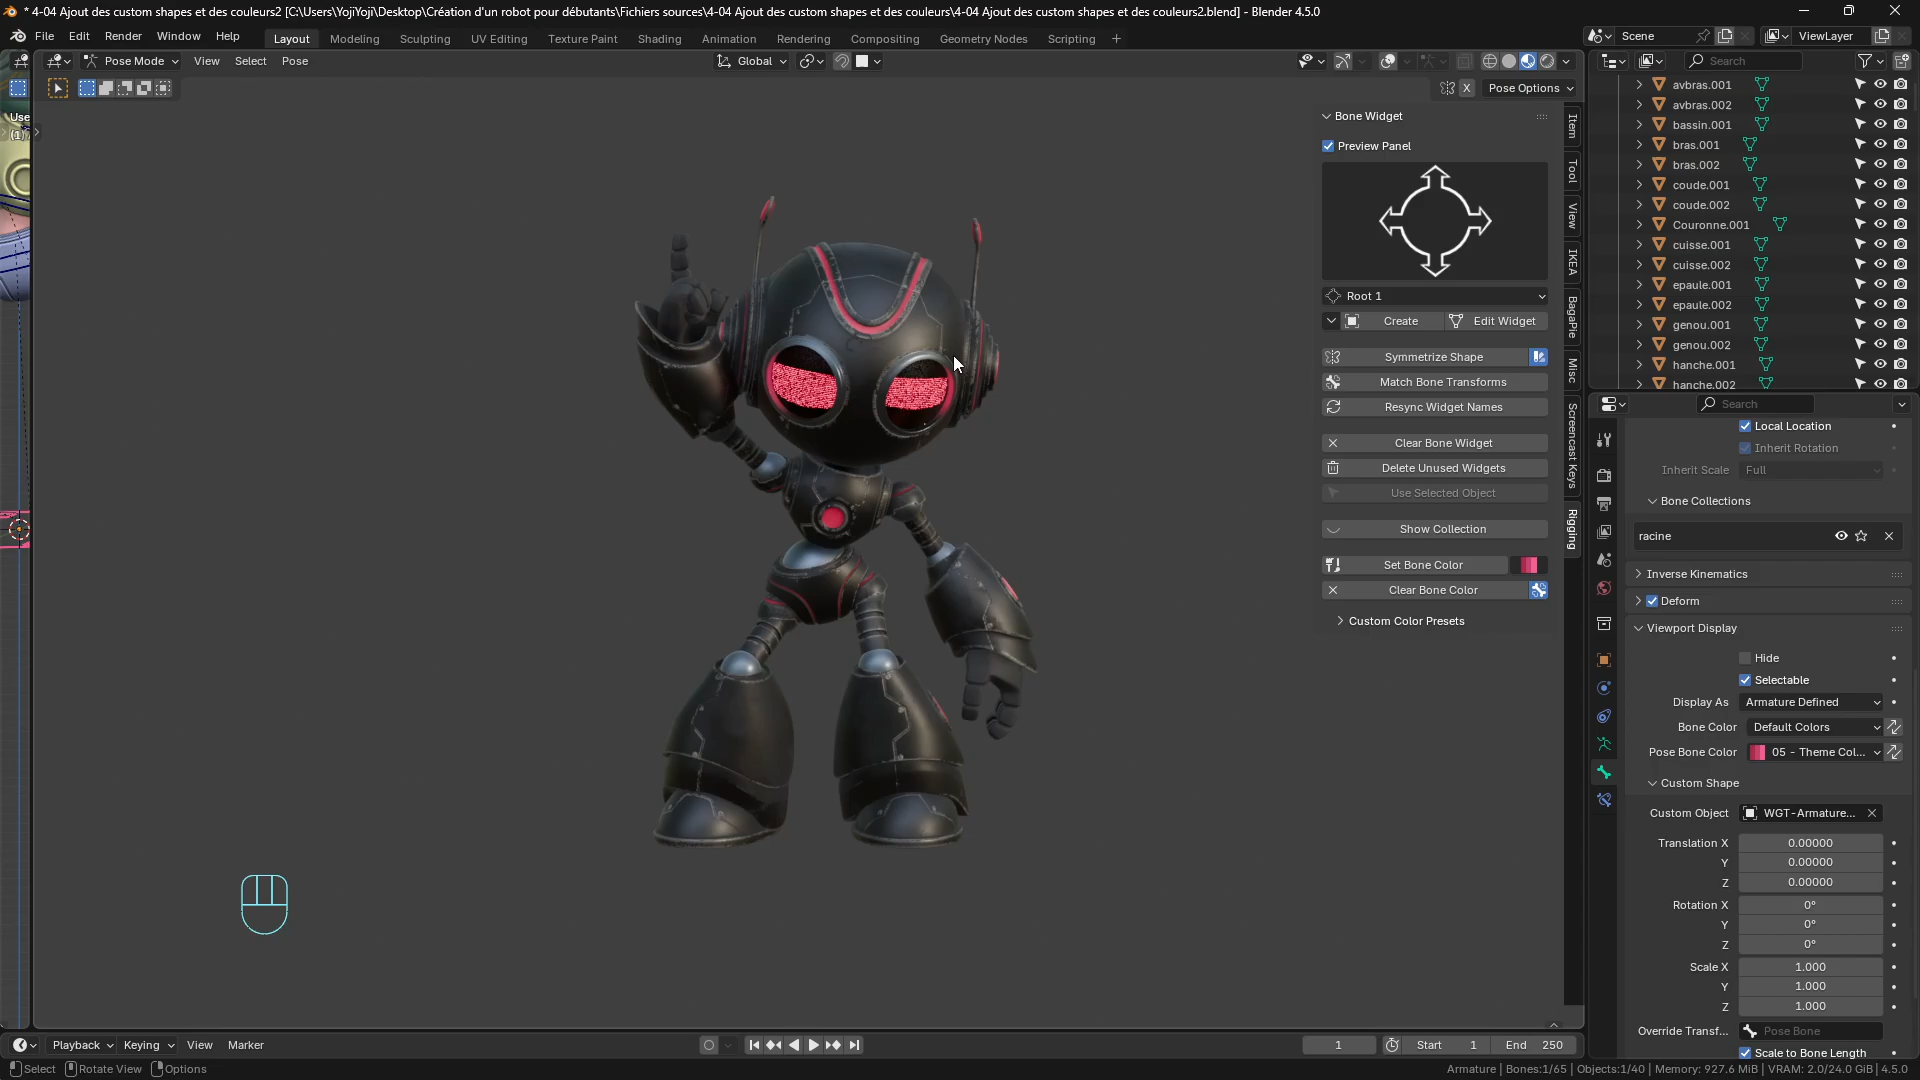 * 4-04 Ajout des custom shapes et des couleurs2 [C:\Users\YojiYoji\Desktop\Création d'un robot pour débutants\Fichiers sources\4-04 Ajout des custom shapes et des couleurs\4-04 Ajout des custom shapes et des couleurs2.blend] - Blender 4.5.0
File Edit Render Window Help Layout Modeling Sculpting UV Editing Texture Paint Shading Animation Rendering Compositing Geometry Nodes Scripting + Scene ViewLayer
Pose Mode View Select Pose Global Search
X Pose Options
Use
(1)
Bone Widget
Preview Panel
Root 1
Create Edit Widget
Symmetrize Shape
Match Bone Transforms
Resync Widget Names
Clear Bone Widget
Delete Unused Widgets
Use Selected Object
Show Collection
Set Bone Color
Clear Bone Color
Custom Color Presets
Item
Tool
View
IKEA
BagaPie
Misc
Screencast Keys
Rigging
avbras.001
avbras.002
bassin.001
bras.001
bras.002
coude.001
coude.002
Couronne.001
cuisse.001
cuisse.002
epaule.001
epaule.002
genou.001
genou.002
hanche.001
hanche.002
Search
Local Location
Inherit Rotation
Inherit Scale Full
Bone Collections
racine
Inverse Kinematics
Deform
Viewport Display
Hide
Selectable
Display As Armature Defined
Bone Color Default Colors
Pose Bone Color 05 - Theme Col...
Custom Shape
Custom Object WGT-Armature...
Translation X 0.00000
Y 0.00000
Z 0.00000
Rotation X 0°
Y 0°
Z 0°
Scale X 1.000
Y 1.000
Z 1.000
Override Transf... Pose Bone
Scale to Bone Length
Playback Keying View Marker 1 Start 1 End 250
Select Rotate View Options Armature | Bones:1/65 | Objects:1/40 | Memory: 927.6 MiB | VRAM: 2.0/24.0 GiB | 4.5.0